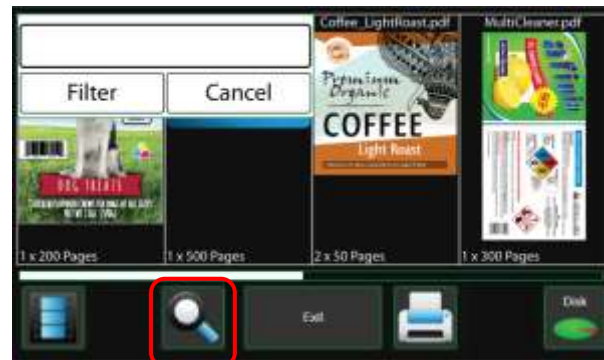 Coffee_LightRoast.pdf
MultiCleaner.pdf
Filter
Cancel
Premium
Organic
COFFEE
Light Roast
DOG TREATS
1 x 200 Pages
1 x 500 Pages
2 x 50 Pages
1 x 300 Pages
Exit
Disk